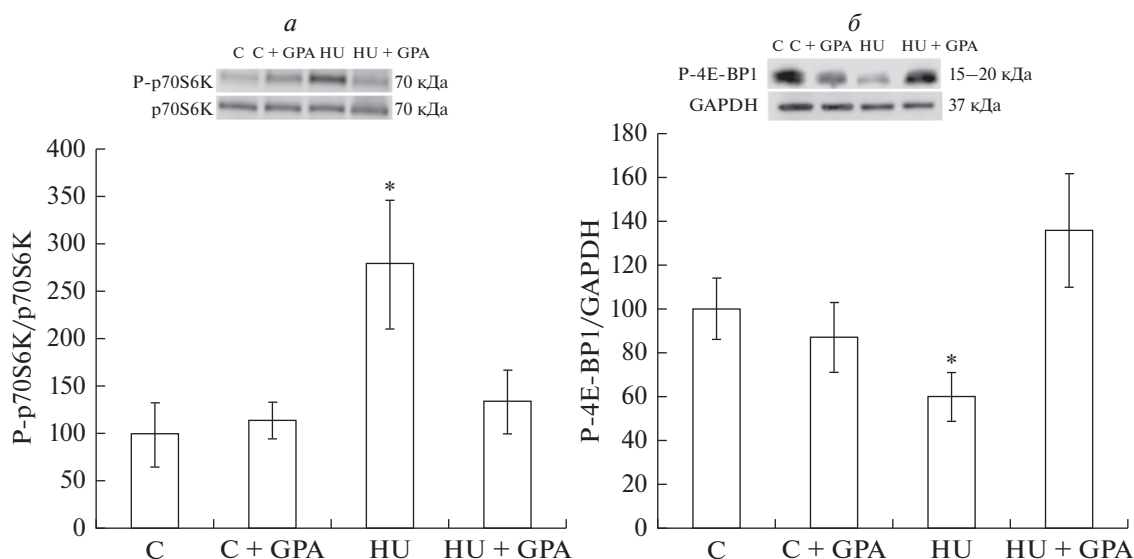 а
C C + GPA HU HU + GPA
P-p70S6K 70 кДа
p70S6K 70 кДа
P-p70S6K/p70S6K
400
350
300
250
200
150
100
50
0
*
C C + GPA HU HU + GPA
б
C C + GPA HU HU + GPA
P-4E-BP1 15–20 кДа
GAPDH 37 кДа
P-4E-BP1/GAPDH
180
160
140
120
100
80
60
40
20
0
*
C C + GPA HU HU + GPA